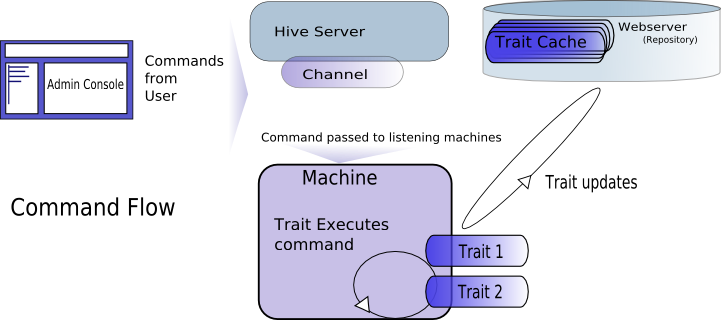 Hive Server
Channel
Webserver
(Repository)
Trait Cache
Admin Console
Commands
from
User
Command passed to listening machines
Machine
Trait Executes
command
Trait updates
Command Flow
Trait 1
Trait 2